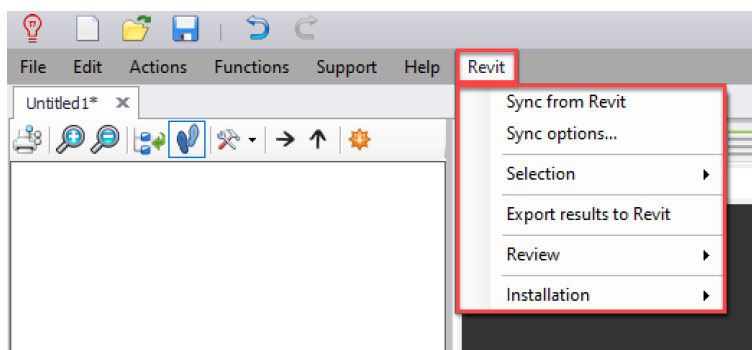 File Edit Actions Functions Support Help Revit
Untitled1*
Sync from Revit
Sync options...
Selection
Export results to Revit
Review
Installation